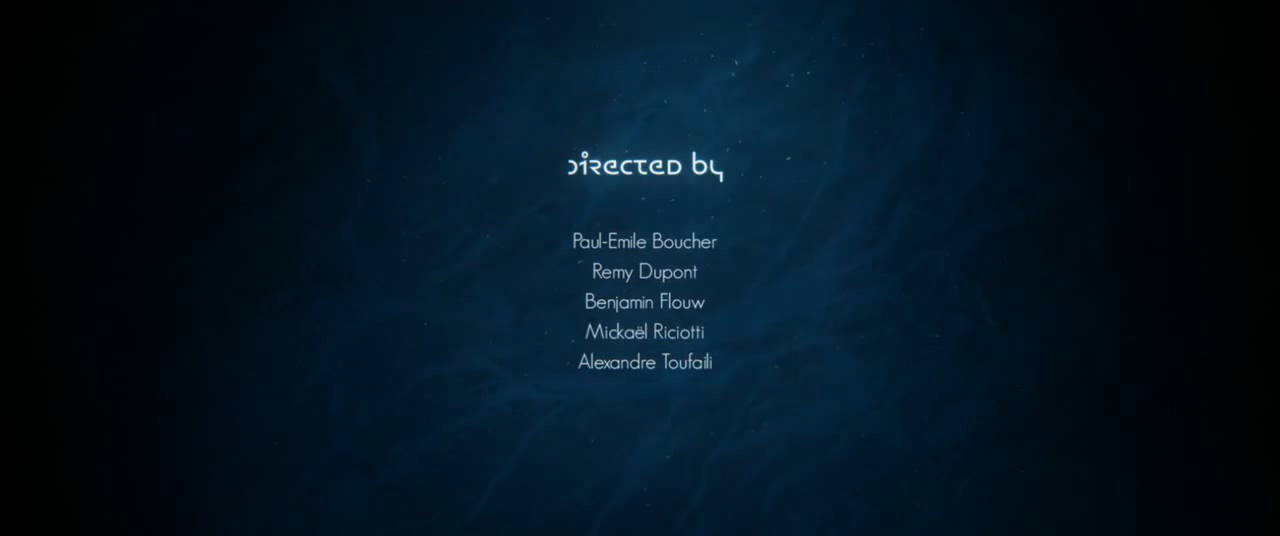 DIRECTED by
Paul-Emile Boucher
Remy Dupont
Benjamin Flouw
Mickaël Riciotti
Alexandre Toufaili